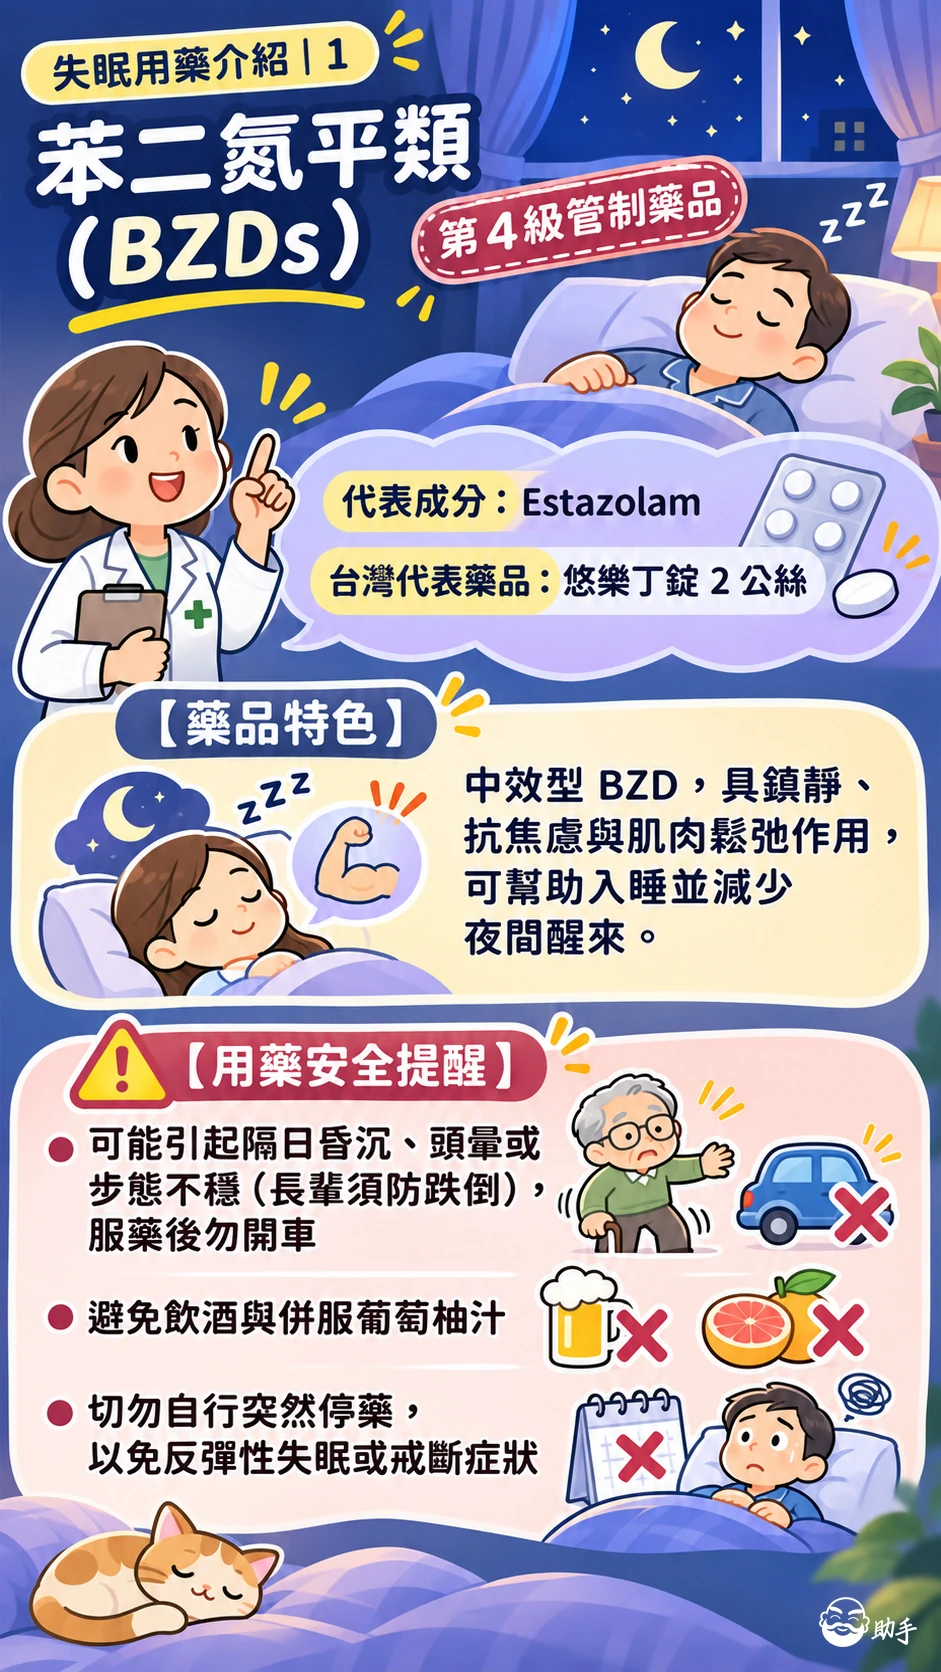 失眠用藥介紹｜1
苯二氮平類
(BZDs)
第4級管制藥品
zzz
代表成分：Estazolam
台灣代表藥品：悠樂丁錠 2 公絲
【藥品特色】
zzz
中效型 BZD，具鎮靜、
抗焦慮與肌肉鬆弛作用，
可幫助入睡並減少
夜間醒來。
【用藥安全提醒】
可能引起隔日昏沉、頭暈或
步態不穩（長輩須防跌倒），
服藥後勿開車
避免飲酒與併服葡萄柚汁
切勿自行突然停藥，
以免反彈性失眠或戒斷症狀
助手